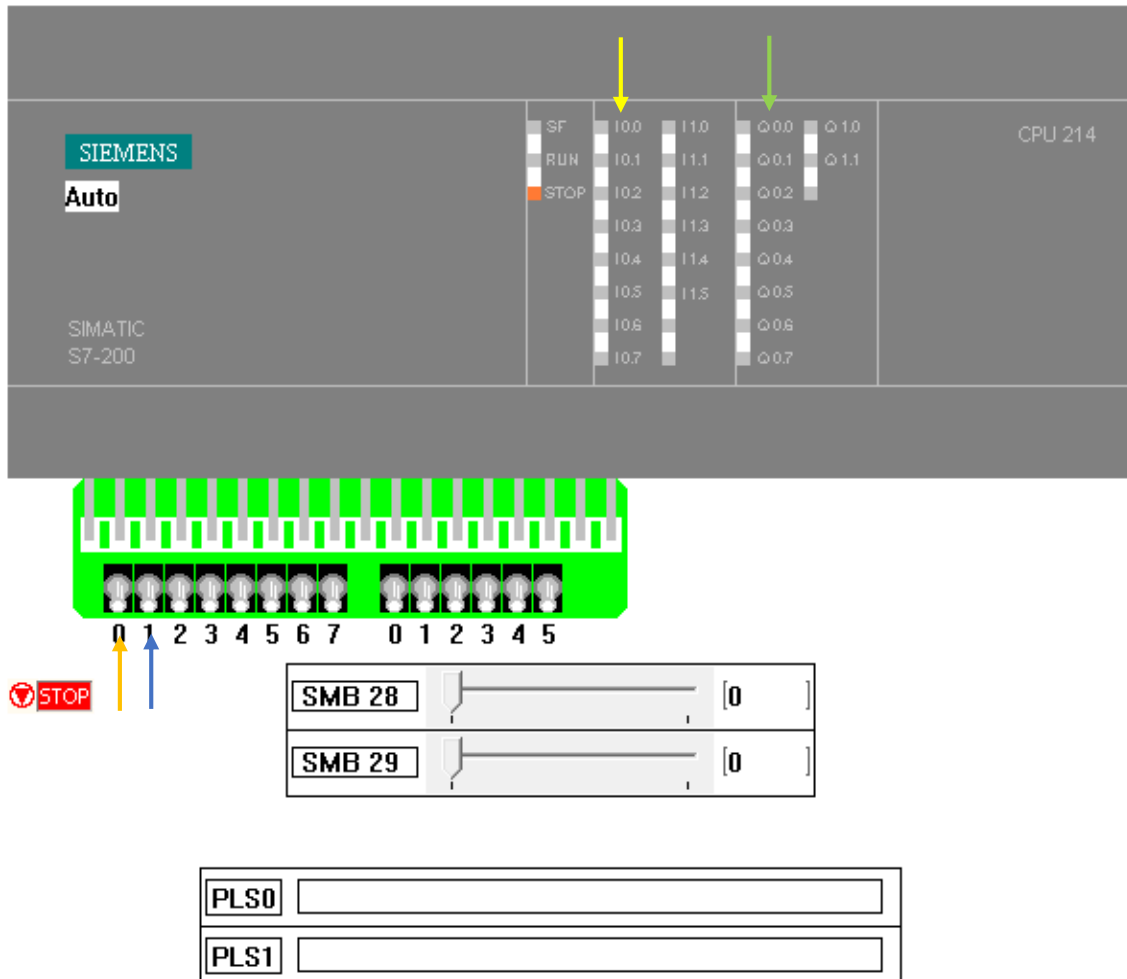 SF I0.0 I1.0 Q0.0 Q1.0 CPU 214
SIEMENS RUN I0.1 I1.1 Q0.1 Q1.1
Auto STOP I0.2 I1.2 Q0.2
I0.3 I1.3 Q0.3
I0.4 I1.4 Q0.4
I0.5 I1.5 Q0.5
SIMATIC I0.6 Q0.6
S7-200 I0.7 Q0.7
0 1 2 3 4 5 6 7 0 1 2 3 4 5
STOP SMB 28 [0 ]
SMB 29 [0 ]
PLS0
PLS1